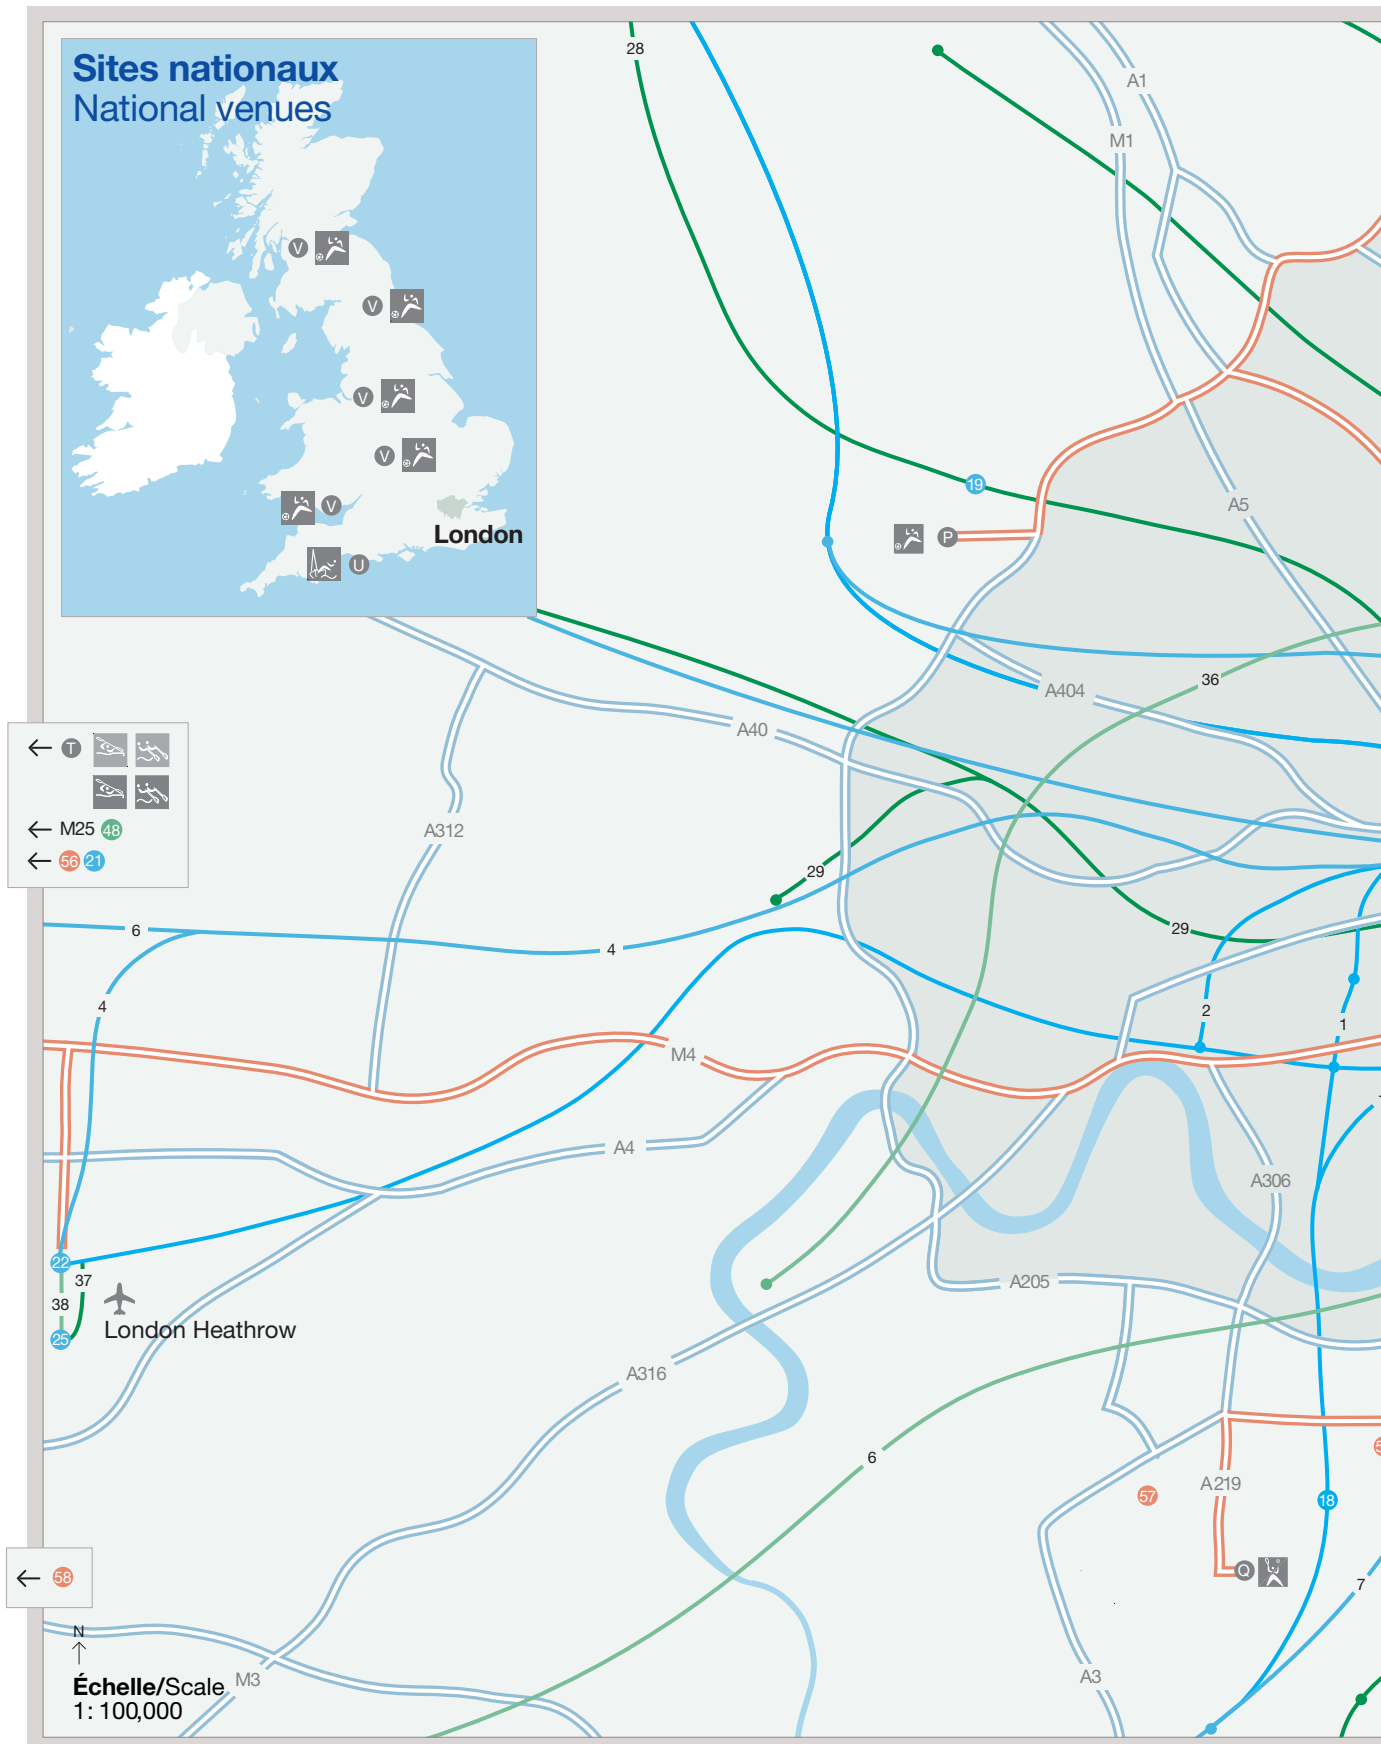 Sites nationaux
National venues
V
V
V
V
V
U
London
28
A1
M1
19
P
A5
36
A404
A40
T
M25 48
56 21
A312
29
29
6
4
4
2
1
M4
A4
A306
22
37
38
25
London Heathrow
A205
A316
6
57
A219
18
58
Q
7
N
Échelle/Scale
1: 100,000
M3
A3